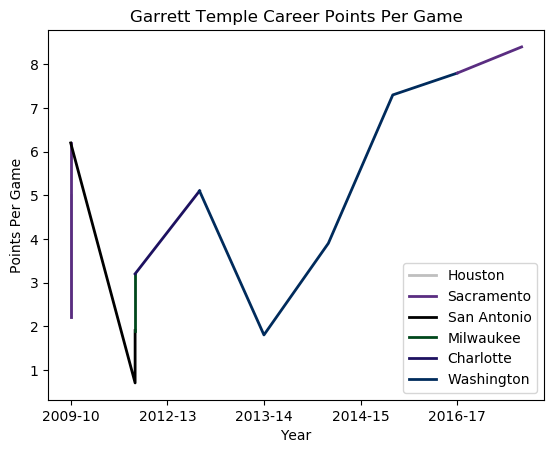 Garrett Temple Career Points Per Game
8
7
6
5
4
3
2
1
Points Per Game
Houston
Sacramento
San Antonio
Milwaukee
Charlotte
Washington
2009-10 2012-13 2013-14 2014-15 2016-17
Year